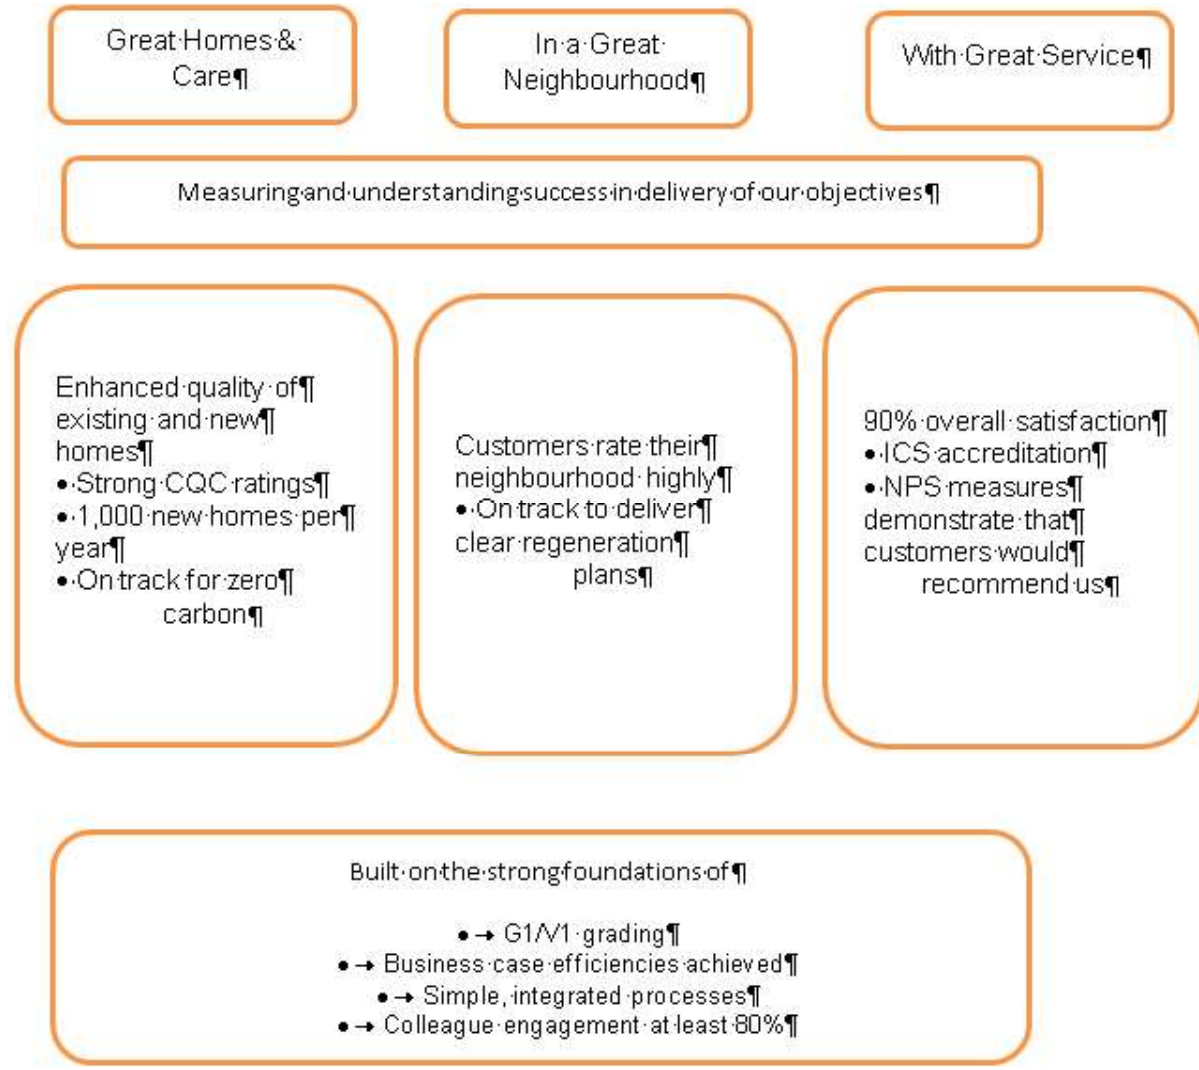 Great Homes &
Care¶
In a Great
Neighbourhood¶
With Great Service¶
Measuring and understanding success in delivery of our objectives¶
Enhanced quality of¶
existing and new¶
homes¶
• Strong CQC ratings¶
• 1,000 new homes per¶
year¶
• On track for zero¶
carbon¶
Customers rate their¶
neighbourhood highly¶
• On track to deliver¶
clear regeneration¶
plans¶
90% overall satisfaction¶
• ICS accreditation¶
• NPS measures¶
demonstrate that¶
customers would¶
recommend us¶
Built on the strong foundations of¶
• → G1/V1 grading¶
• → Business case efficiencies achieved¶
• → Simple, integrated processes¶
• → Colleague engagement at least 80%¶